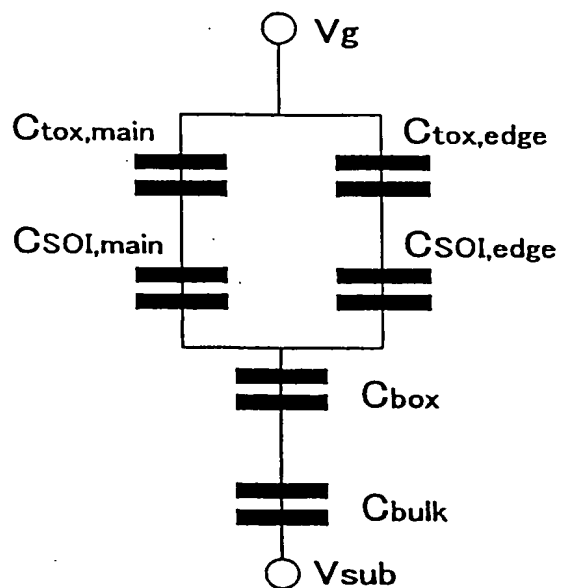 Vg
Ctox,main
Ctox,edge
CSOI,main
CSOI,edge
Cbox
Cbulk
Vsub